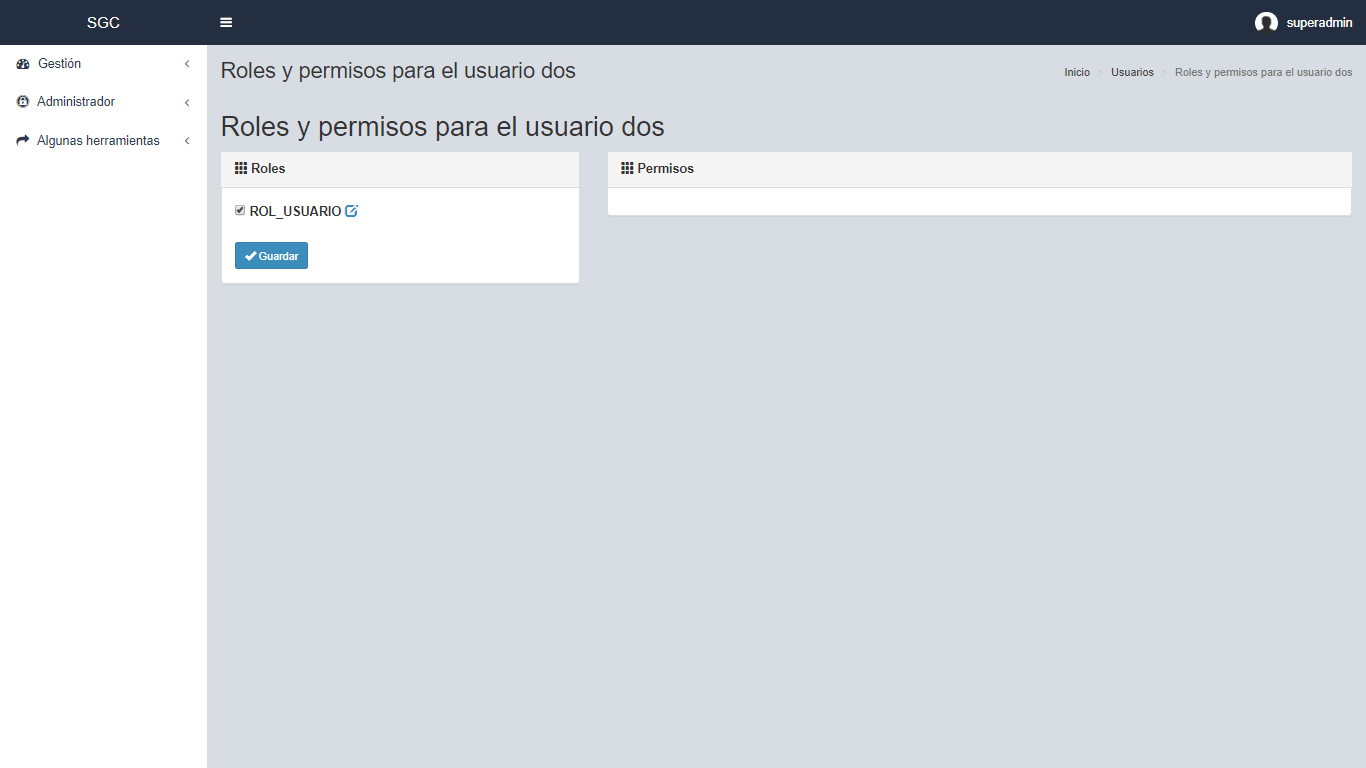 SGC
superadmin
Gestión
Administrador
Algunas herramientas
Roles y permisos para el usuario dos
Inicio > Usuarios > Roles y permisos para el usuario dos
Roles y permisos para el usuario dos
Roles
ROL_USUARIO
Guardar
Permisos